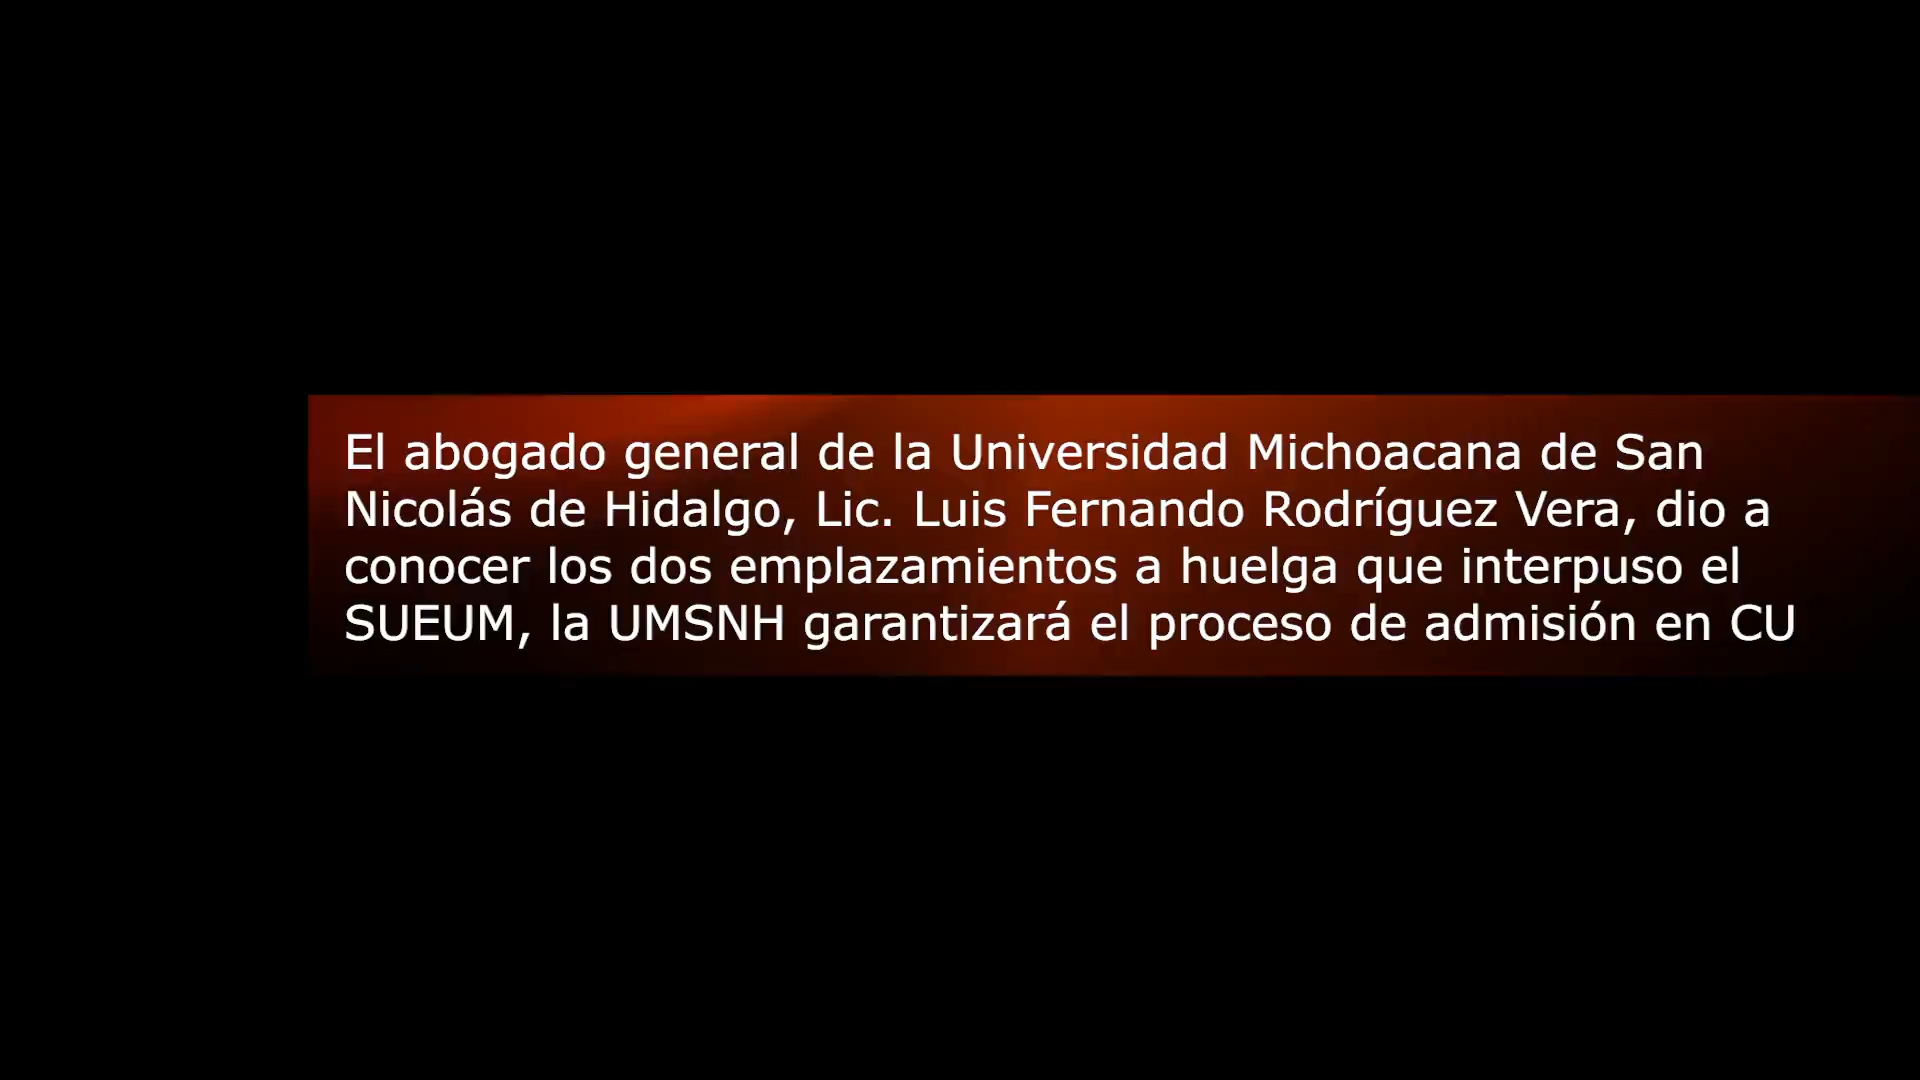 El abogado general de la Universidad Michoacana de San
Nicolás de Hidalgo, Lic. Luis Fernando Rodríguez Vera, dio a
conocer los dos emplazamientos a huelga que interpuso el
SUEUM, la UMSNH garantizará el proceso de admisión en CU